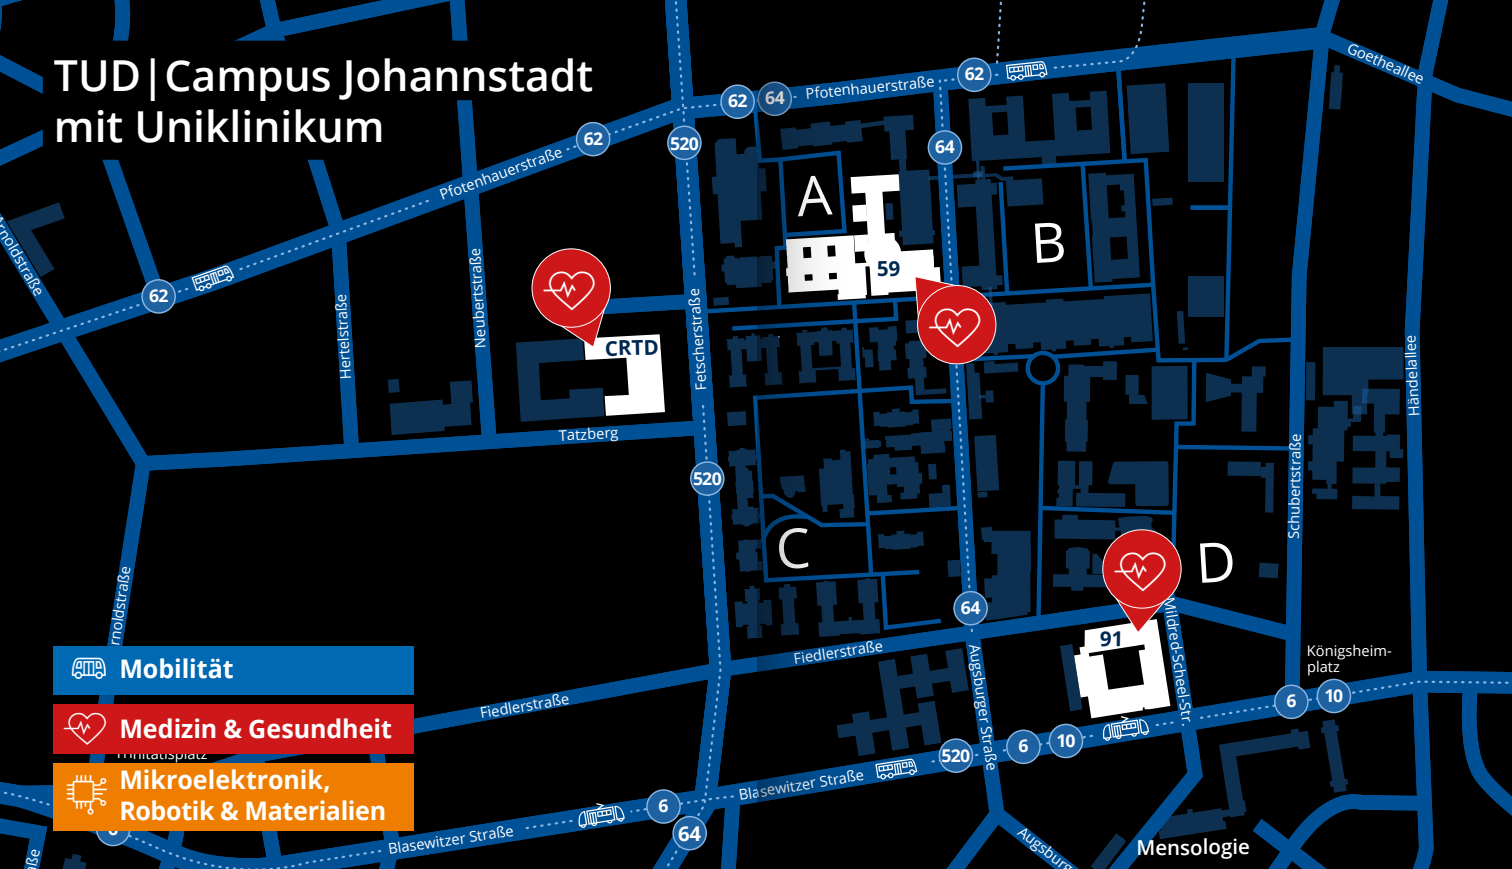 TUD|Campus Johannstadt
mit Uniklinikum
Goetheallee
62
64
Pfotenhauerstraße
62
62
520
64
Pfotenhauerstraße
A
B
Arnoldstraße
62
59
Neubertstraße
Hertelstraße
Fetscherstraße
CRTD
Händelallee
Tatzberg
520
Schubertstraße
C
D
64
Mildred-Scheel-Str.
91
Fiedlerstraße
Augsburger Straße
Königsheim-
platz
Mobilität
6
10
Fiedlerstraße
Medizin & Gesundheit
Trinitatisplatz
520
6
10
Mikroelektronik,
Robotik & Materialien
Blasewitzer Straße
6
64
Blasewitzer Straße
Mensologie